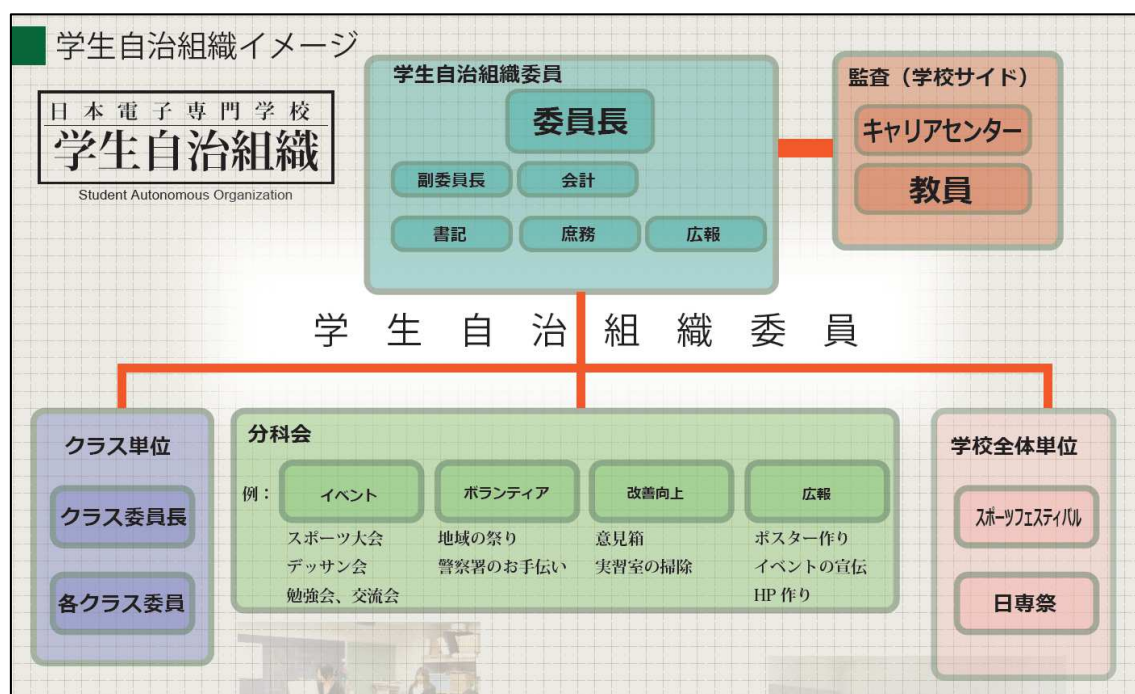 学生自治組織イメージ
日本電子専門学校
学生自治組織
Student Autonomous Organization
学生自治組織委員
委員長
副委員長 会計
書記 庶務 広報
監査(学校サイド)
キャリアセンター
教員
学生自治組織委員
クラス単位
クラス委員長
各クラス委員
分科会
例:
イベント
スポーツ大会
デッサン会
勉強会、交流会
ボランティア
地域の祭り
警察署のお手伝い
改善向上
意見箱
実習室の掃除
広報
ポスター作り
イベントの宣伝
HP 作り
学校全体単位
スポーツフェスティバル
日専祭